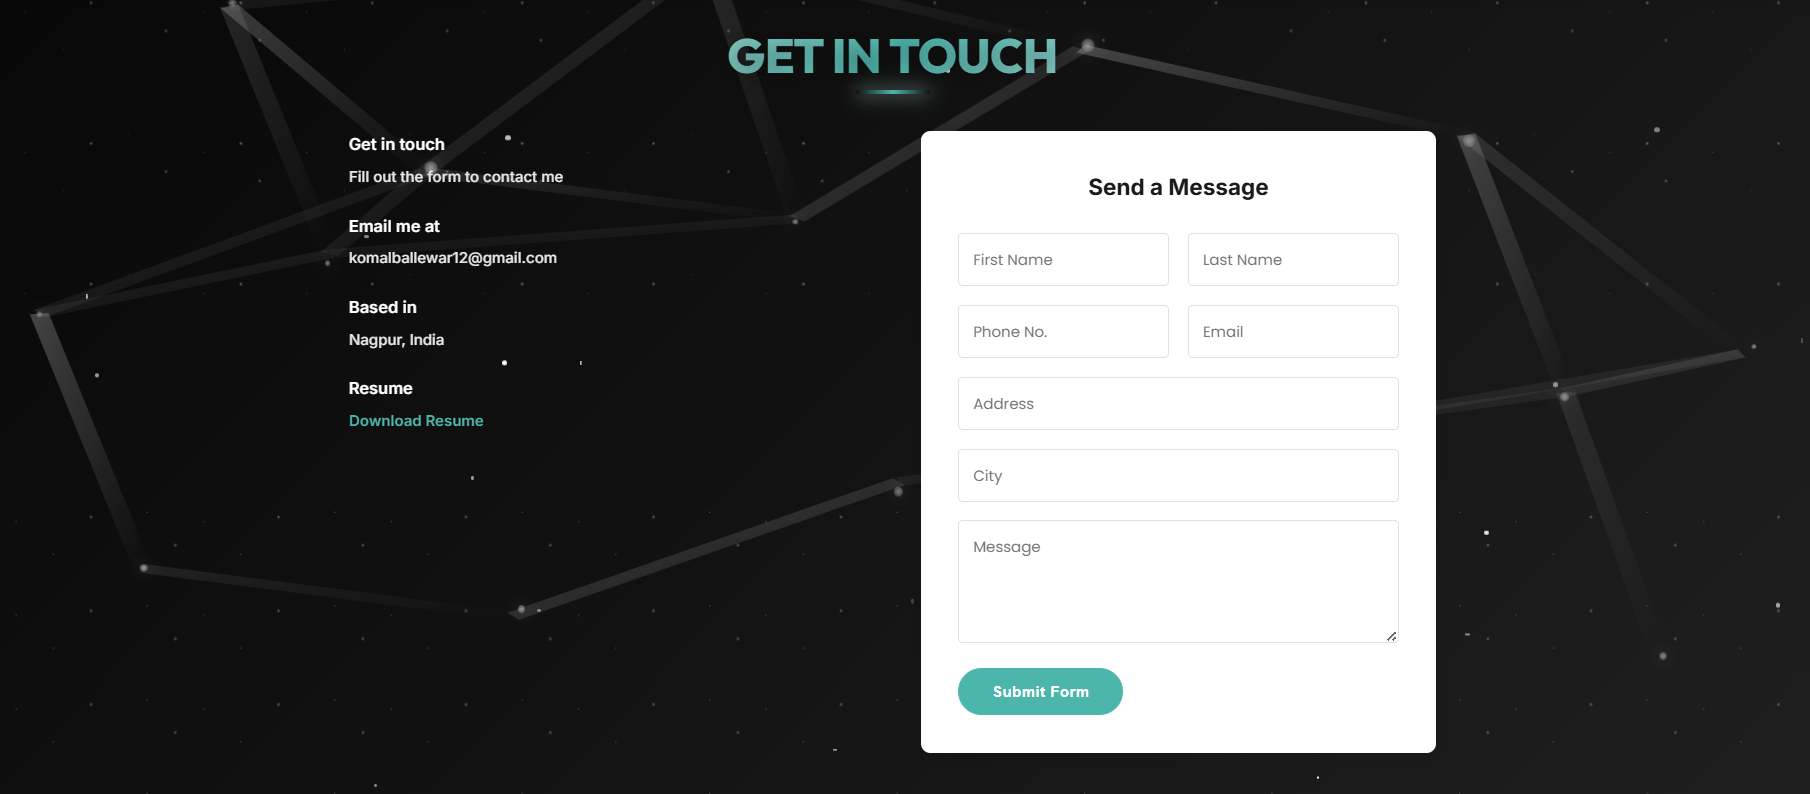 GET IN TOUCH
Get in touch
Fill out the form to contact me
Email me at
komalballewar12@gmail.com
Based in
Nagpur, India
Resume
Download Resume
Send a Message
First Name
Last Name
Phone No.
Email
Address
City
Message
Submit Form